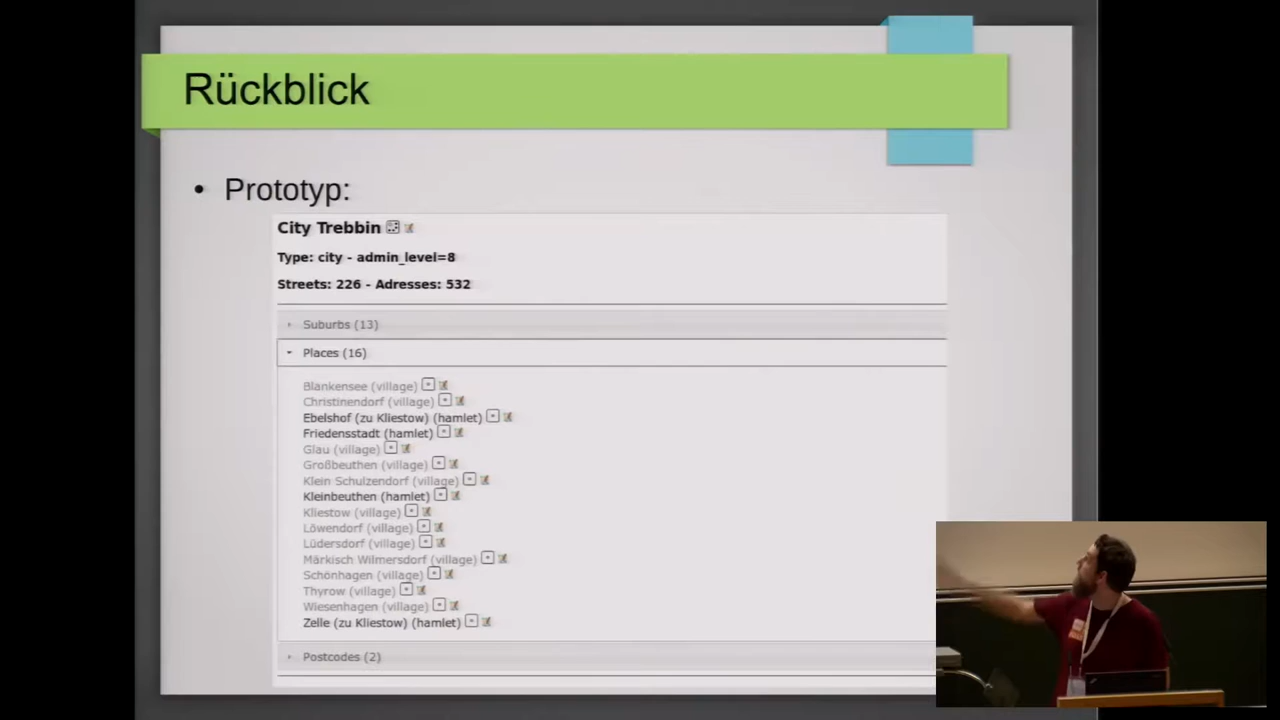 Rückblick
• Prototyp:
City Trebbin
Type: city - admin_level=8
Streets: 226 - Adresses: 532
Suburbs (13)
Places (16)
Blankensee (village)
Christinendorf (village)
Ebelshof (zu Kliestow) (hamlet)
Friedensstadt (hamlet)
Glau (village)
Großbeuthen (village)
Klein Schulzendorf (village)
Kleinbeuthen (hamlet)
Kliestow (village)
Löwendorf (village)
Lüdersdorf (village)
Märkisch Wilmersdorf (village)
Schönhagen (village)
Thyrow (village)
Wiesenhagen (village)
Zelle (zu Kliestow) (hamlet)
Postcodes (2)